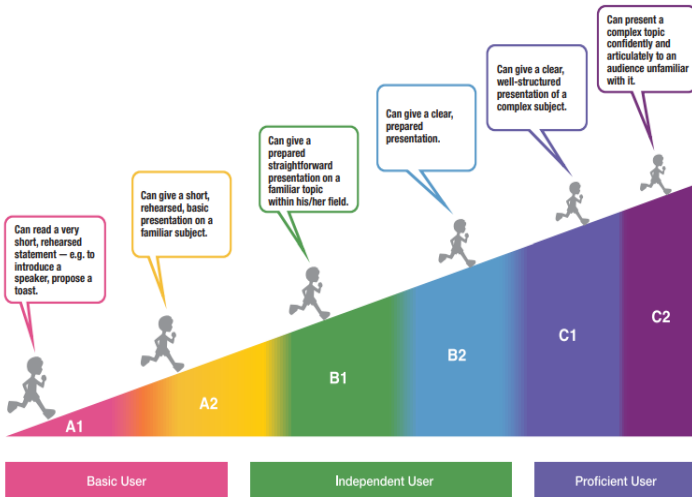 Can read a very
short, rehearsed
statement — e.g. to
introduce a
speaker, propose a
toast.
Can give a short,
rehearsed, basic
presentation on a
familiar subject.
Can give a
prepared
straightforward
presentation on a
familiar topic
within his/her field.
Can give a clear,
prepared
presentation.
Can give a clear,
well-structured
presentation of a
complex subject.
Can present a
complex topic
confidently and
articulately to an
audience unfamiliar
with it.
A1
A2
B1
B2
C1
C2
Basic User
Independent User
Proficient User